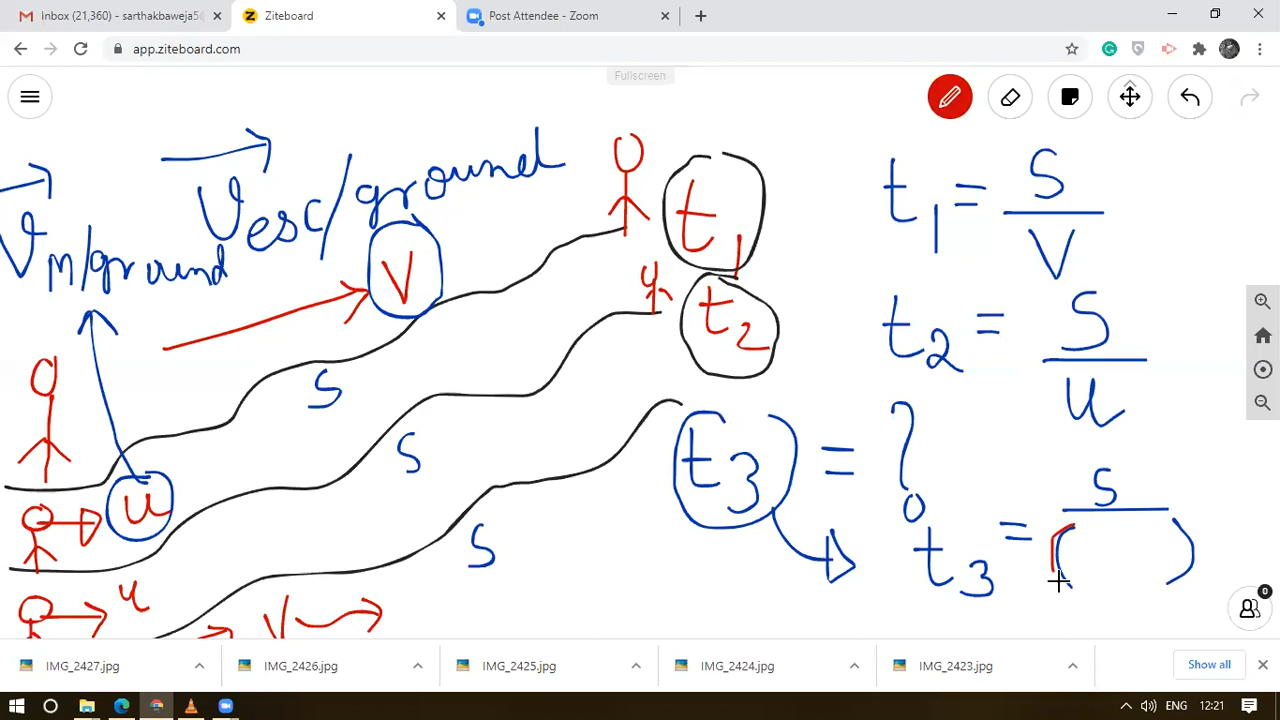 Inbox (21,360) - sarthakbaweja5
Ziteboard
Post Attendee - Zoom
app.ziteboard.com
Fullscreen
V M/ground
V esc/ground
V
u
S
S
S
u
V
t1
t2
t3 = ?
t1 = S/V
t2 = S/u
t3 = S/( )
0
IMG_2427.jpg
IMG_2426.jpg
IMG_2425.jpg
IMG_2424.jpg
IMG_2423.jpg
Show all
ENG
12:21